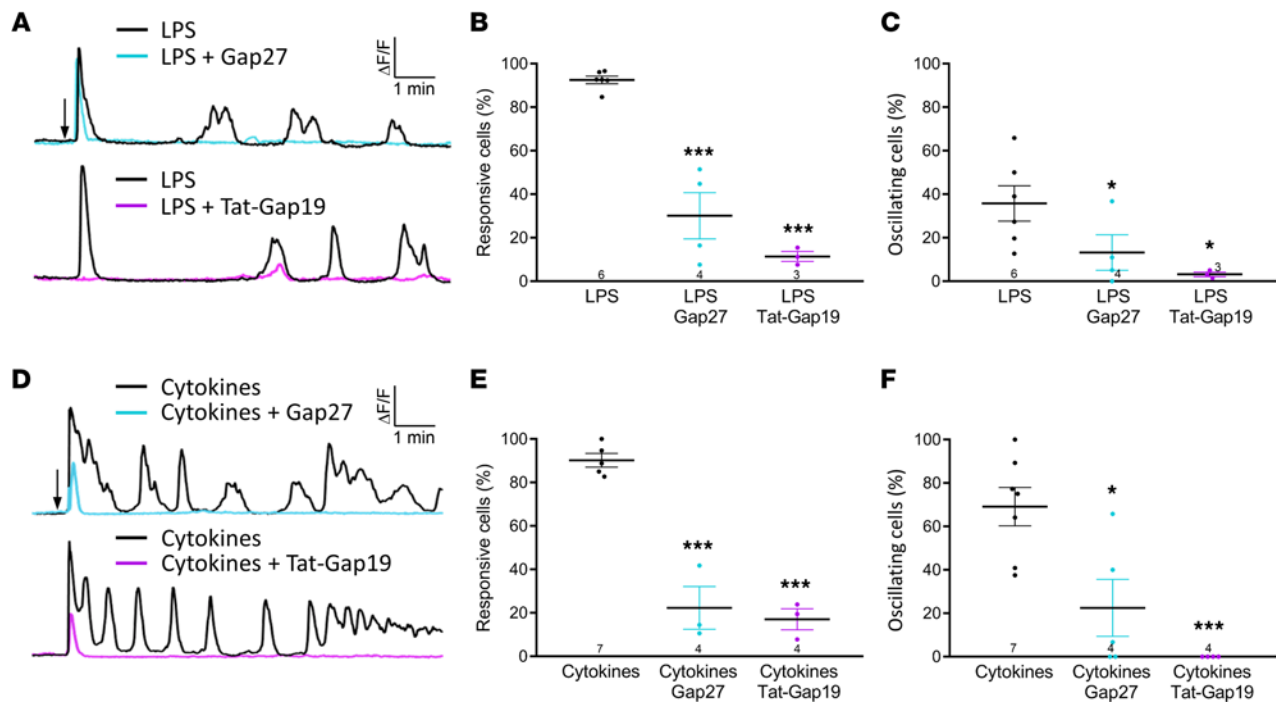 A
LPS
LPS + Gap27
ΔF/F
1 min
LPS
LPS + Tat-Gap19
B
Responsive cells (%)
100
80
60
40
20
0
***
***
6
4
3
LPS
LPS
Gap27
LPS
Tat-Gap19
C
Oscillating cells (%)
100
80
60
40
20
0
*
*
6
4
3
LPS
LPS
Gap27
LPS
Tat-Gap19
D
Cytokines
Cytokines + Gap27
ΔF/F
1 min
Cytokines
Cytokines + Tat-Gap19
E
Responsive cells (%)
100
80
60
40
20
0
***
***
7
4
4
Cytokines
Cytokines
Gap27
Cytokines
Tat-Gap19
F
Oscillating cells (%)
100
80
60
40
20
0
*
***
7
4
4
Cytokines
Cytokines
Gap27
Cytokines
Tat-Gap19